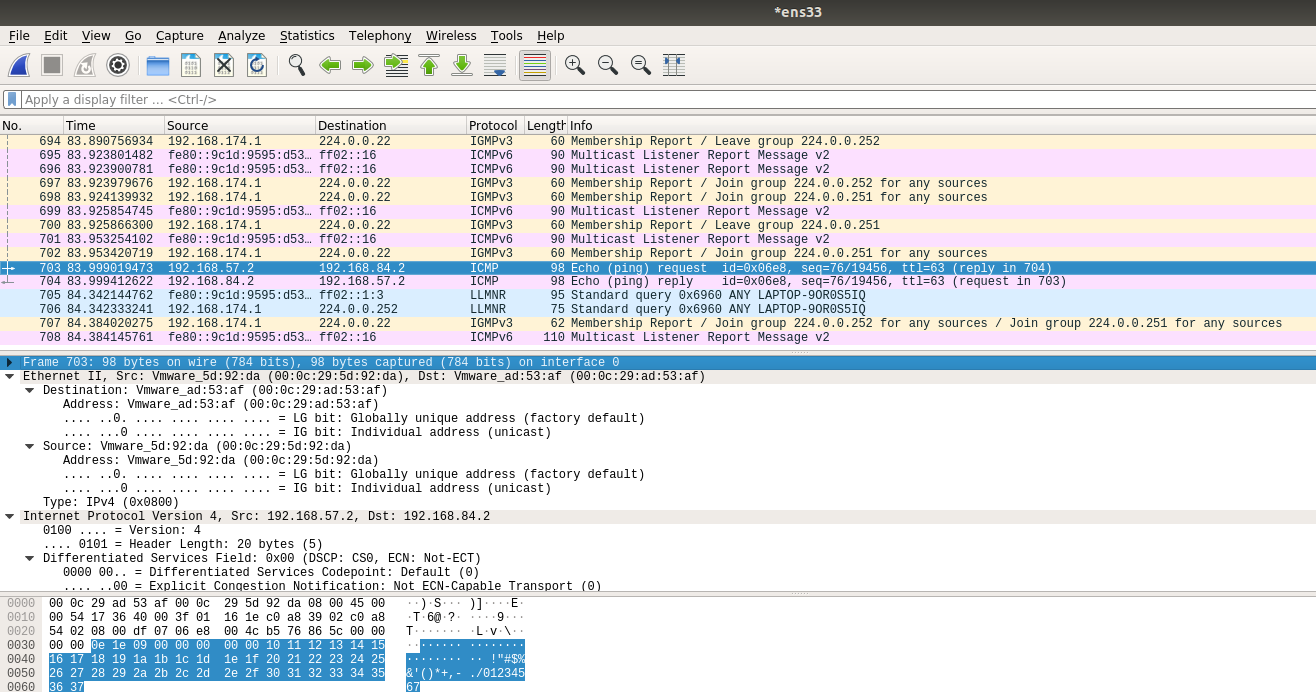 *ens33
File Edit View Go Capture Analyze Statistics Telephony Wireless Tools Help
Apply a display filter … <Ctrl-/>
No. Time Source Destination Protocol Length Info
694 83.890756934 192.168.174.1 224.0.0.22 IGMPv3 60 Membership Report / Leave group 224.0.0.252
695 83.923801482 fe80::9c1d:9595:d53… ff02::16 ICMPv6 90 Multicast Listener Report Message v2
696 83.923900781 fe80::9c1d:9595:d53… ff02::16 ICMPv6 90 Multicast Listener Report Message v2
697 83.923979676 192.168.174.1 224.0.0.22 IGMPv3 60 Membership Report / Join group 224.0.0.252 for any sources
698 83.924139932 192.168.174.1 224.0.0.22 IGMPv3 60 Membership Report / Join group 224.0.0.251 for any sources
699 83.925854745 fe80::9c1d:9595:d53… ff02::16 ICMPv6 90 Multicast Listener Report Message v2
700 83.925866300 192.168.174.1 224.0.0.22 IGMPv3 60 Membership Report / Leave group 224.0.0.251
701 83.953254102 fe80::9c1d:9595:d53… ff02::16 ICMPv6 90 Multicast Listener Report Message v2
702 83.953420719 192.168.174.1 224.0.0.22 IGMPv3 60 Membership Report / Join group 224.0.0.251 for any sources
703 83.999019473 192.168.57.2 192.168.84.2 ICMP 98 Echo (ping) request id=0x06e8, seq=76/19456, ttl=63 (reply in 704)
704 83.999412622 192.168.84.2 192.168.57.2 ICMP 98 Echo (ping) reply id=0x06e8, seq=76/19456, ttl=63 (request in 703)
705 84.342144762 fe80::9c1d:9595:d53… ff02::1:3 LLMNR 95 Standard query 0x6960 ANY LAPTOP-9OR0S5IQ
706 84.342333241 192.168.174.1 224.0.0.252 LLMNR 75 Standard query 0x6960 ANY LAPTOP-9OR0S5IQ
707 84.384020275 192.168.174.1 224.0.0.22 IGMPv3 62 Membership Report / Join group 224.0.0.252 for any sources / Join group 224.0.0.251 for any sources
708 84.384145761 fe80::9c1d:9595:d53… ff02::16 ICMPv6 110 Multicast Listener Report Message v2
Frame 703: 98 bytes on wire (784 bits), 98 bytes captured (784 bits) on interface 0
Ethernet II, Src: Vmware_5d:92:da (00:0c:29:5d:92:da), Dst: Vmware_ad:53:af (00:0c:29:ad:53:af)
Destination: Vmware_ad:53:af (00:0c:29:ad:53:af)
Address: Vmware_ad:53:af (00:0c:29:ad:53:af)
.... ..0. .... .... .... .... = LG bit: Globally unique address (factory default)
.... ...0 .... .... .... .... = IG bit: Individual address (unicast)
Source: Vmware_5d:92:da (00:0c:29:5d:92:da)
Address: Vmware_5d:92:da (00:0c:29:5d:92:da)
.... ..0. .... .... .... .... = LG bit: Globally unique address (factory default)
.... ...0 .... .... .... .... = IG bit: Individual address (unicast)
Type: IPv4 (0x0800)
Internet Protocol Version 4, Src: 192.168.57.2, Dst: 192.168.84.2
0100 .... = Version: 4
.... 0101 = Header Length: 20 bytes (5)
Differentiated Services Field: 0x00 (DSCP: CS0, ECN: Not-ECT)
0000 00.. = Differentiated Services Codepoint: Default (0)
.... ..00 = Explicit Congestion Notification: Not ECN-Capable Transport (0)
0000 00 0c 29 ad 53 af 00 0c 29 5d 92 da 08 00 45 00 ··)·S··· )]····E·
0010 00 54 17 36 40 00 3f 01 16 1e c0 a8 39 02 c0 a8 ·T·6@·?· ····9···
0020 54 02 08 00 df 07 06 e8 00 4c b5 76 86 5c 00 00 T······· ·L·v·\··
0030 00 00 0e 1e 09 00 00 00 00 00 10 11 12 13 14 15 ········ ········
0040 16 17 18 19 1a 1b 1c 1d 1e 1f 20 21 22 23 24 25 ········ ·· !"#$%
0050 26 27 28 29 2a 2b 2c 2d 2e 2f 30 31 32 33 34 35 &'()*+,- ./012345
0060 36 37 67